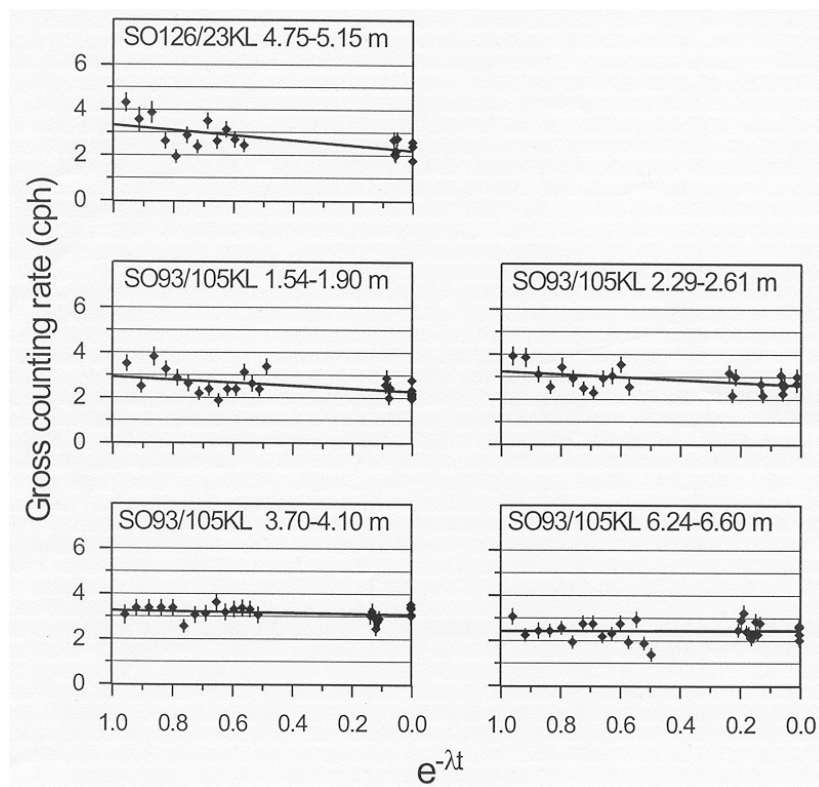 SO126/23KL 4.75-5.15 m
6
4
2
0
Gross counting rate (cph)
SO93/105KL 1.54-1.90 m
6
4
2
0
SO93/105KL 2.29-2.61 m
SO93/105KL 3.70-4.10 m
6
4
2
0
1.0 0.8 0.6 0.4 0.2 0.0
SO93/105KL 6.24-6.60 m
1.0 0.8 0.6 0.4 0.2 0.0
e-λt